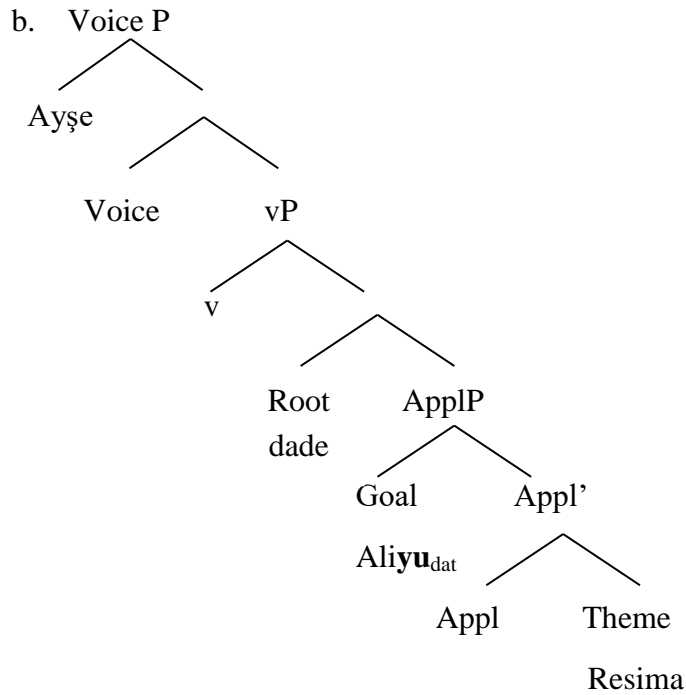 b. Voice P
Ayşe
Voice vP
v
Root ApplP
dade
Goal Appl’
Aliyudat
Appl Theme
Resima